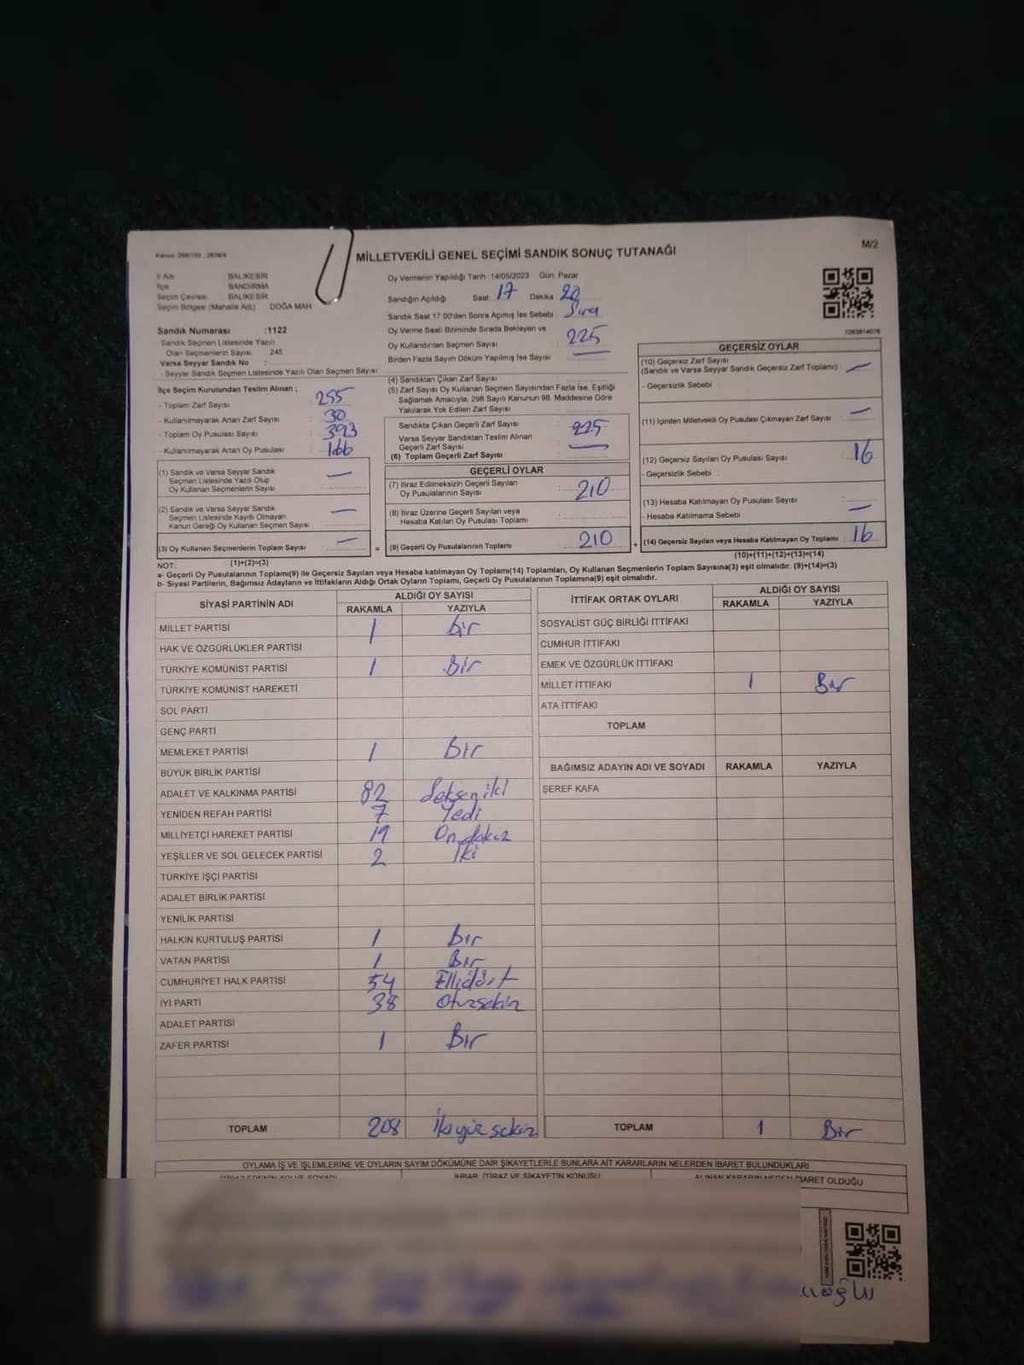 MİLLETVEKİLİ GENEL SEÇİMİ SANDIK SONUÇ TUTANAĞI
M/2
İl Adı BALIKESİR
İlçe BANDIRMA
Seçim Çevresi BALIKESİR
Seçim Bölgesi (Mahalle Adı) DOĞA MAH
Sandık Numarası :1122
Sandık Seçmen Listesinde Yazılı
Olan Seçmenlerin Sayısı 245
Varsa Seyyar Sandık No :
- Seyyar Sandık Seçmen Listesinde Yazılı Olan Seçmen Sayısı
Oy Vermenin Yapıldığı Tarih :14/05/2023 Gün: Pazar
Sandığın Açıldığı Saat: 17 Dakika 20
Sandık Saat 17:00'den Sonra Açılmış İse Sebebi Sıra
Oy Verme Saati Bitiminde Sırada Bekleyen ve
Oy Kullandırılan Seçmen Sayısı 225
Birden Fazla Sayım Döküm Yapılmış İse Sayısı —
İlçe Seçim Kurulundan Teslim Alınan ;
- Toplam Zarf Sayısı 255
- Kullanılmayarak Artan Zarf Sayısı 30
- Toplam Oy Pusulası Sayısı 393
- Kullanılmayarak Artan Oy Pusulası 166
(1) Sandık ve Varsa Seyyar Sandık
Seçmen Listesinde Yazılı Olup
Oy Kullanan Seçmenlerin Sayısı —
(2) Sandık ve Varsa Seyyar Sandık
Seçmen Listesinde Kayıtlı Olmayan
Kanun Gereği Oy Kullanan Seçmen Sayısı —
(3) Oy Kullanan Seçmenlerin Toplam Sayısı —
(1)+(2)=(3)
(4) Sandıktan Çıkan Zarf Sayısı
(5) Zarf Sayısı Oy Kullanan Seçmen Sayısından Fazla İse, Eşitliği
Sağlamak Amacıyla, 298 Sayılı Kanunun 98. Maddesine Göre
Yakılarak Yok Edilen Zarf Sayısı
Sandıkta Çıkan Geçerli Zarf Sayısı 225
Varsa Seyyar Sandıktan Teslim Alınan
Geçerli Zarf Sayısı —
(6) Toplam Geçerli Zarf Sayısı
GEÇERLİ OYLAR
(7) İtiraz Edilmeksizin Geçerli Sayılan
Oy Pusulalarının Sayısı 210
(8) İtiraz Üzerine Geçerli Sayılan veya
Hesaba Katılan Oy Pusulası Toplamı
= (9) Geçerli Oy Pusulalarının Toplamı 210
GEÇERSİZ OYLAR
(10) Geçersiz Zarf Sayısı
(Sandık ve Varsa Seyyar Sandık Geçersiz Zarf Toplamı) —
- Geçersizlik Sebebi :
(11) İçinden Milletvekili Oy Pusulası Çıkmayan Zarf Sayısı —
(12) Geçersiz Sayılan Oy Pusulası Sayısı 16
- Geçersizlik Sebebi :
(13) Hesaba Katılmayan Oy Pusulası Sayısı —
- Hesaba Katılmama Sebebi :
+ (14) Geçersiz Sayılan veya Hesaba Katılmayan Oy Toplamı 16
(10)+(11)+(12)+(13)=(14)
NOT:
a- Geçerli Oy Pusulalarının Toplamı(9) ile Geçersiz Sayılan veya Hesaba katılmayan Oy Toplamı(14) Toplamları, Oy Kullanan Seçmenlerin Toplam Sayısına(3) eşit olmalıdır. (9)+(14)=(3)
b- Siyasi Partilerin, Bağımsız Adayların ve İttifakların Aldığı Ortak Oyların Toplamı, Geçerli Oy Pusulalarının Toplamına(9) eşit olmalıdır.
SİYASİ PARTİNİN ADI ALDIĞI OY SAYISI
RAKAMLA YAZIYLA
MİLLET PARTİSİ 1 bir
HAK VE ÖZGÜRLÜKLER PARTİSİ
TÜRKİYE KOMÜNİST PARTİSİ 1 Bir
TÜRKİYE KOMÜNİST HAREKETİ
SOL PARTİ
GENÇ PARTİ
MEMLEKET PARTİSİ 1 bir
BÜYÜK BİRLİK PARTİSİ
ADALET VE KALKINMA PARTİSİ 82 Seksen iki
YENİDEN REFAH PARTİSİ 7 Yedi
MİLLİYETÇİ HAREKET PARTİSİ 19 On dokuz
YEŞİLLER VE SOL GELECEK PARTİSİ 2 İki
TÜRKİYE İŞÇİ PARTİSİ
ADALET BİRLİK PARTİSİ
YENİLİK PARTİSİ
HALKIN KURTULUŞ PARTİSİ 1 Bir
VATAN PARTİSİ 1 Bir
CUMHURİYET HALK PARTİSİ 54 Ellidört
İYİ PARTİ 38 Otuzsekiz
ADALET PARTİSİ
ZAFER PARTİSİ 1 Bir
TOPLAM 208 İki yüz sekiz
İTTİFAK ORTAK OYLARI ALDIĞI OY SAYISI
RAKAMLA YAZIYLA
SOSYALİST GÜÇ BİRLİĞİ İTTİFAKI
CUMHUR İTTİFAKI
EMEK VE ÖZGÜRLÜK İTTİFAKI
MİLLET İTTİFAKI 1 Bir
ATA İTTİFAKI
TOPLAM
BAĞIMSIZ ADAYIN ADI VE SOYADI RAKAMLA YAZIYLA
ŞEREF KAFA
TOPLAM 1 Bir
OYLAMA İŞ VE İŞLEMLERİNE VE OYLARIN SAYIM DÖKÜMÜNE DAİR ŞİKAYETLERLE BUNLARA AİT KARARLARIN NELERDEN İBARET BULUNDUKLARI
İHBAR, İTİRAZ VE ŞİKAYETİN KONUSU
ALINAN KARARIN NEDEN İBARET OLDUĞU